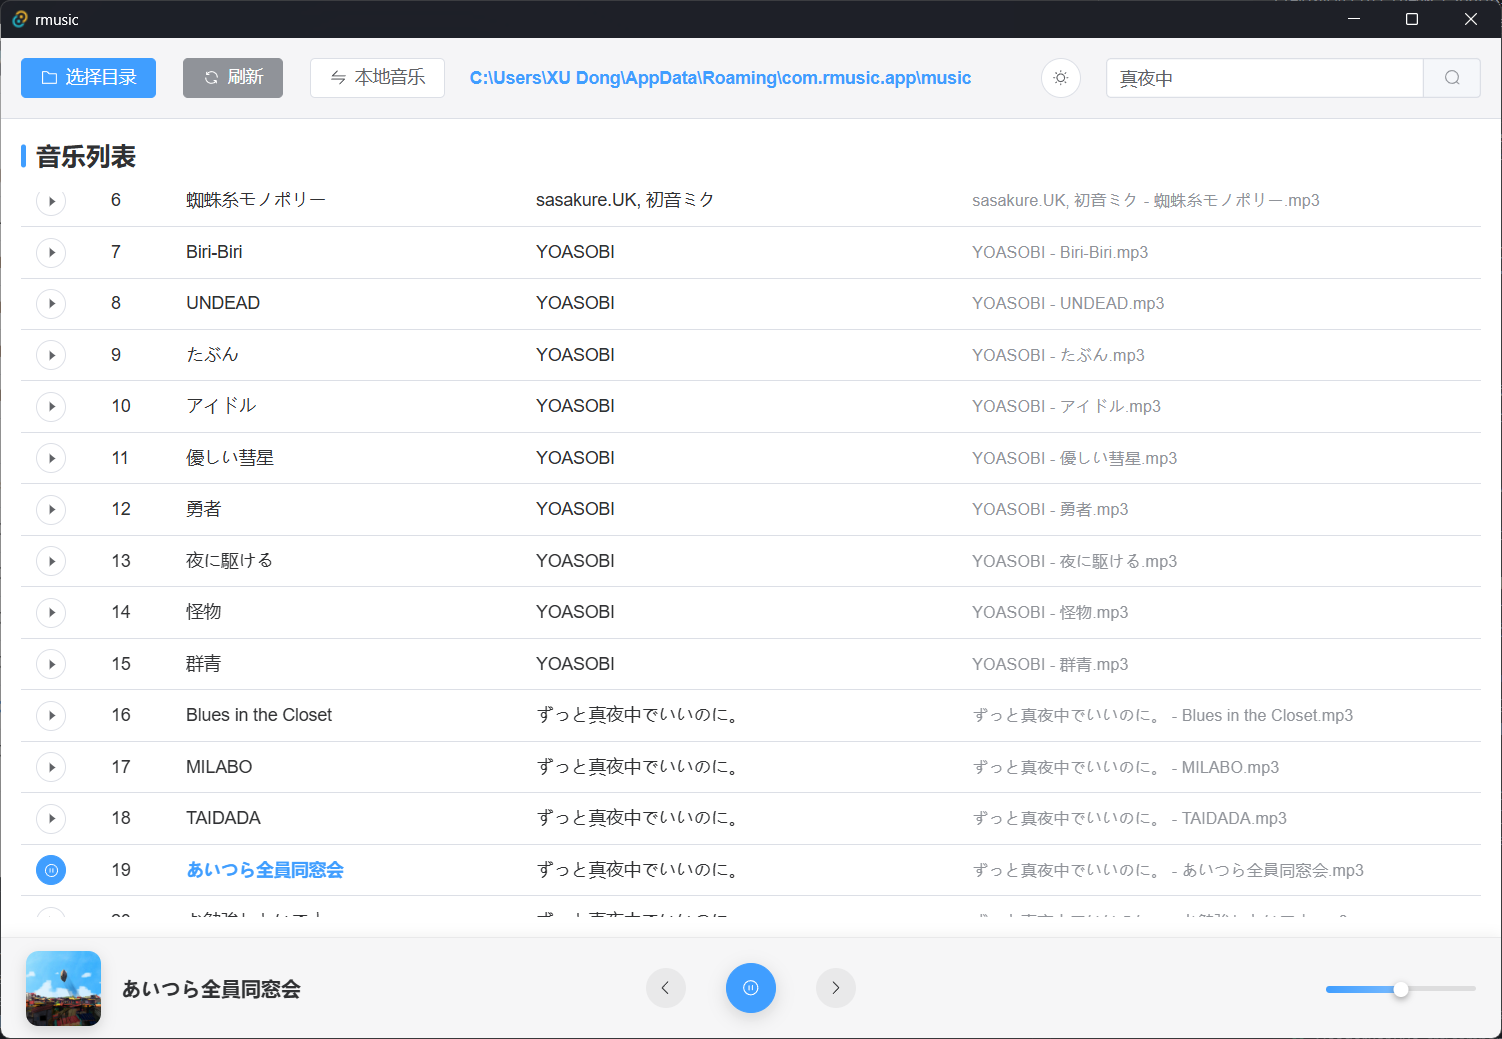 rmusic
选择目录 刷新 本地音乐 C:\Users\XU Dong\AppData\Roaming\com.rmusic.app\music 真夜中
音乐列表
6 蜘蛛糸モノポリー sasakure.UK, 初音ミク sasakure.UK, 初音ミク - 蜘蛛糸モノポリー.mp3
7 Biri-Biri YOASOBI YOASOBI - Biri-Biri.mp3
8 UNDEAD YOASOBI YOASOBI - UNDEAD.mp3
9 たぶん YOASOBI YOASOBI - たぶん.mp3
10 アイドル YOASOBI YOASOBI - アイドル.mp3
11 優しい彗星 YOASOBI YOASOBI - 優しい彗星.mp3
12 勇者 YOASOBI YOASOBI - 勇者.mp3
13 夜に駆ける YOASOBI YOASOBI - 夜に駆ける.mp3
14 怪物 YOASOBI YOASOBI - 怪物.mp3
15 群青 YOASOBI YOASOBI - 群青.mp3
16 Blues in the Closet ずっと真夜中でいいのに。 ずっと真夜中でいいのに。 - Blues in the Closet.mp3
17 MILABO ずっと真夜中でいいのに。 ずっと真夜中でいいのに。 - MILABO.mp3
18 TAIDADA ずっと真夜中でいいのに。 ずっと真夜中でいいのに。 - TAIDADA.mp3
19 あいつら全員同窓会 ずっと真夜中でいいのに。 ずっと真夜中でいいのに。 - あいつら全員同窓会.mp3
あいつら全員同窓会